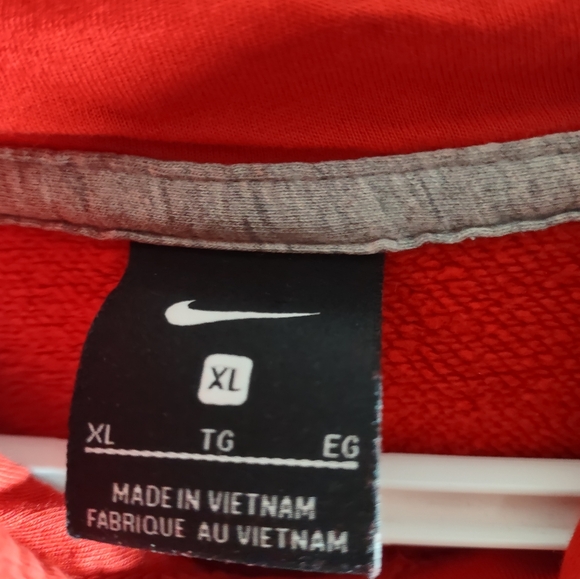 XL
XL TG EG
MADE IN VIETNAM
FABRIQUE AU VIETNAM